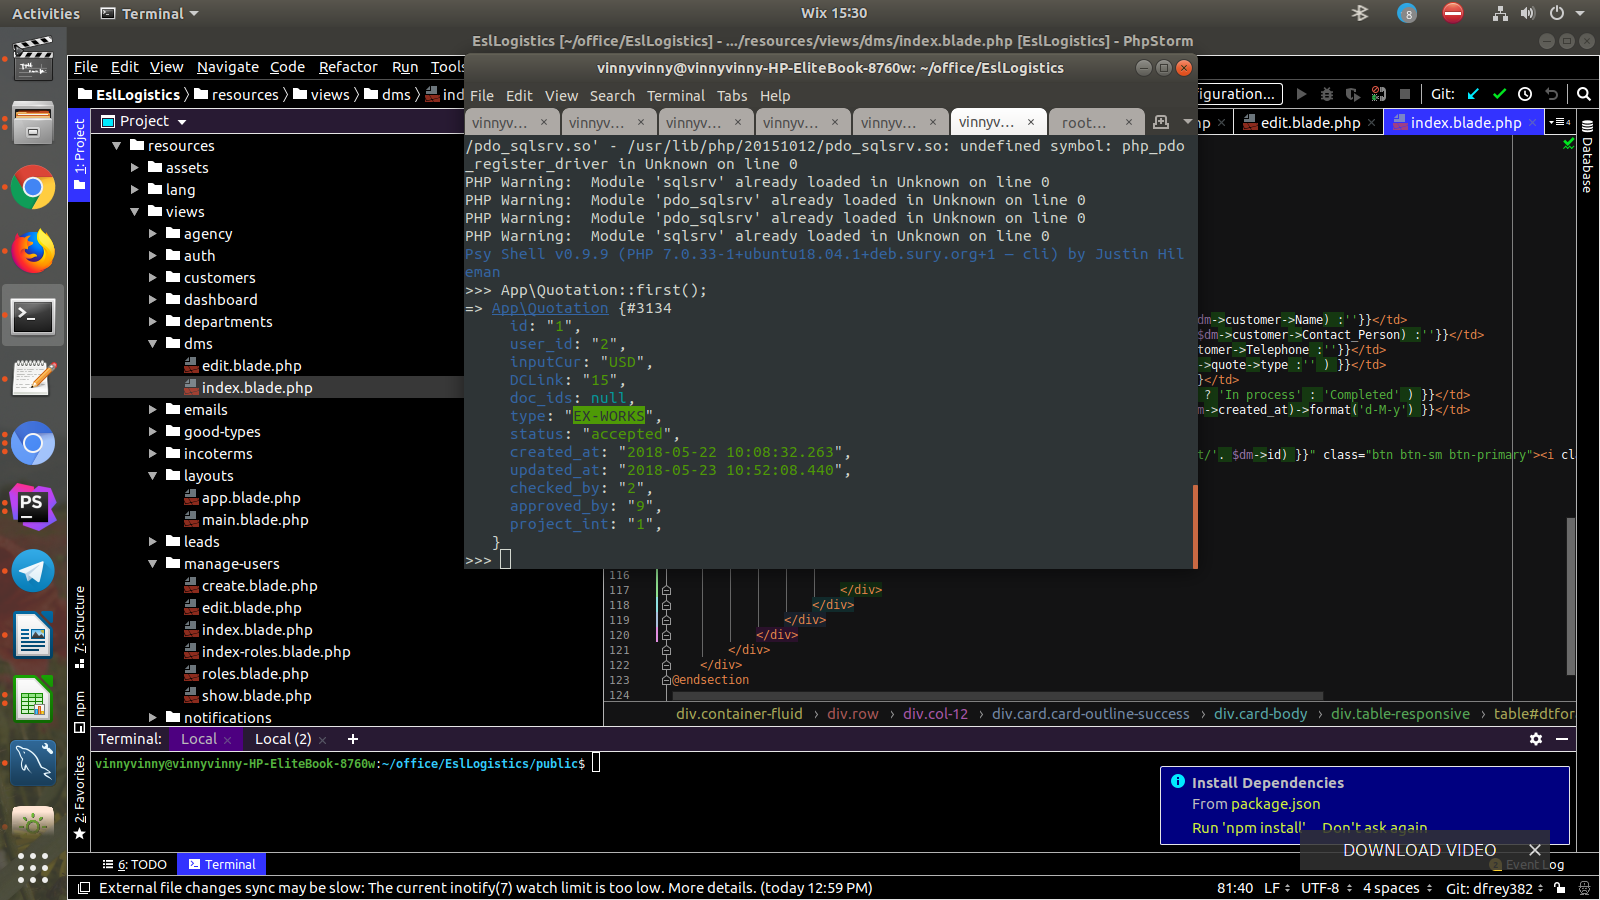 Activities
Terminal
Wix 15:30
8
EslLogistics [~/office/EslLogistics] - .../resources/views/dms/index.blade.php [EslLogistics] - PhpStorm
File Edit View Navigate Code Refactor Run Tools
vinnyvinny@vinnyvinny-HP-EliteBook-8760w: ~/office/EslLogistics
EslLogistics
resources
views
dms
figuration...
Git:
File Edit View Search Terminal Tabs Help
1: Project
Project
vinnyv... ×
vinnyv... ×
vinnyv... ×
vinnyv... ×
vinnyv... ×
vinnyv... ×
root... ×
edit.blade.php
index.blade.php
Database
resources
assets
lang
views
agency
auth
customers
dashboard
departments
dms
edit.blade.php
index.blade.php
emails
good-types
incoterms
layouts
app.blade.php
main.blade.php
leads
manage-users
create.blade.php
edit.blade.php
index.blade.php
index-roles.blade.php
roles.blade.php
show.blade.php
notifications
/pdo_sqlsrv.so' - /usr/lib/php/20151012/pdo_sqlsrv.so: undefined symbol: php_pdo
_register_driver in Unknown on line 0
PHP Warning:  Module 'sqlsrv' already loaded in Unknown on line 0
PHP Warning:  Module 'pdo_sqlsrv' already loaded in Unknown on line 0
PHP Warning:  Module 'pdo_sqlsrv' already loaded in Unknown on line 0
PHP Warning:  Module 'sqlsrv' already loaded in Unknown on line 0
Psy Shell v0.9.9 (PHP 7.0.33-1+ubuntu18.04.1+deb.sury.org+1 — cli) by Justin Hil
eman
>>> App\Quotation::first();
=> App\Quotation {#3134
id: "1",
user_id: "2",
inputCur: "USD",
DCLink: "15",
doc_ids: null,
type: "EX-WORKS",
status: "accepted",
created_at: "2018-05-22 10:08:32.263",
updated_at: "2018-05-23 10:52:08.440",
checked_by: "2",
approved_by: "9",
project_int: "1",
}
>>>
dm->customer->Name) :''}}</td>
$dm->customer->Contact_Person) :''}}</td>
tomer->Telephone :''}}</td>
->quote->type :'' ) }}</td>
}</td>
? 'In process' : 'Completed' ) }}</td>
m->created_at)->format('d-M-y') }}</td>
t/'. $dm->id) }}" class="btn btn-sm btn-primary"><i cl
116
117 </div>
118 </div>
119 </div>
120 </div>
121 </div>
122 </div>
123 @endsection
124
div.container-fluid › div.row › div.col-12 › div.card.card-outline-success › div.card-body › div.table-responsive › table#dtfor
7: Structure
npm
2: Favorites
Terminal: Local × Local (2) × +
vinnyvinny@vinnyvinny-HP-EliteBook-8760w:~/office/EslLogistics/public$
Install Dependencies
From package.json
Run 'npm install' Don't ask again
DOWNLOAD VIDEO
6: TODO
Terminal
Event Log
External file changes sync may be slow: The current inotify(7) watch limit is too low. More details. (today 12:59 PM)
81:40 LF UTF-8 4 spaces Git: dfrey382
PS